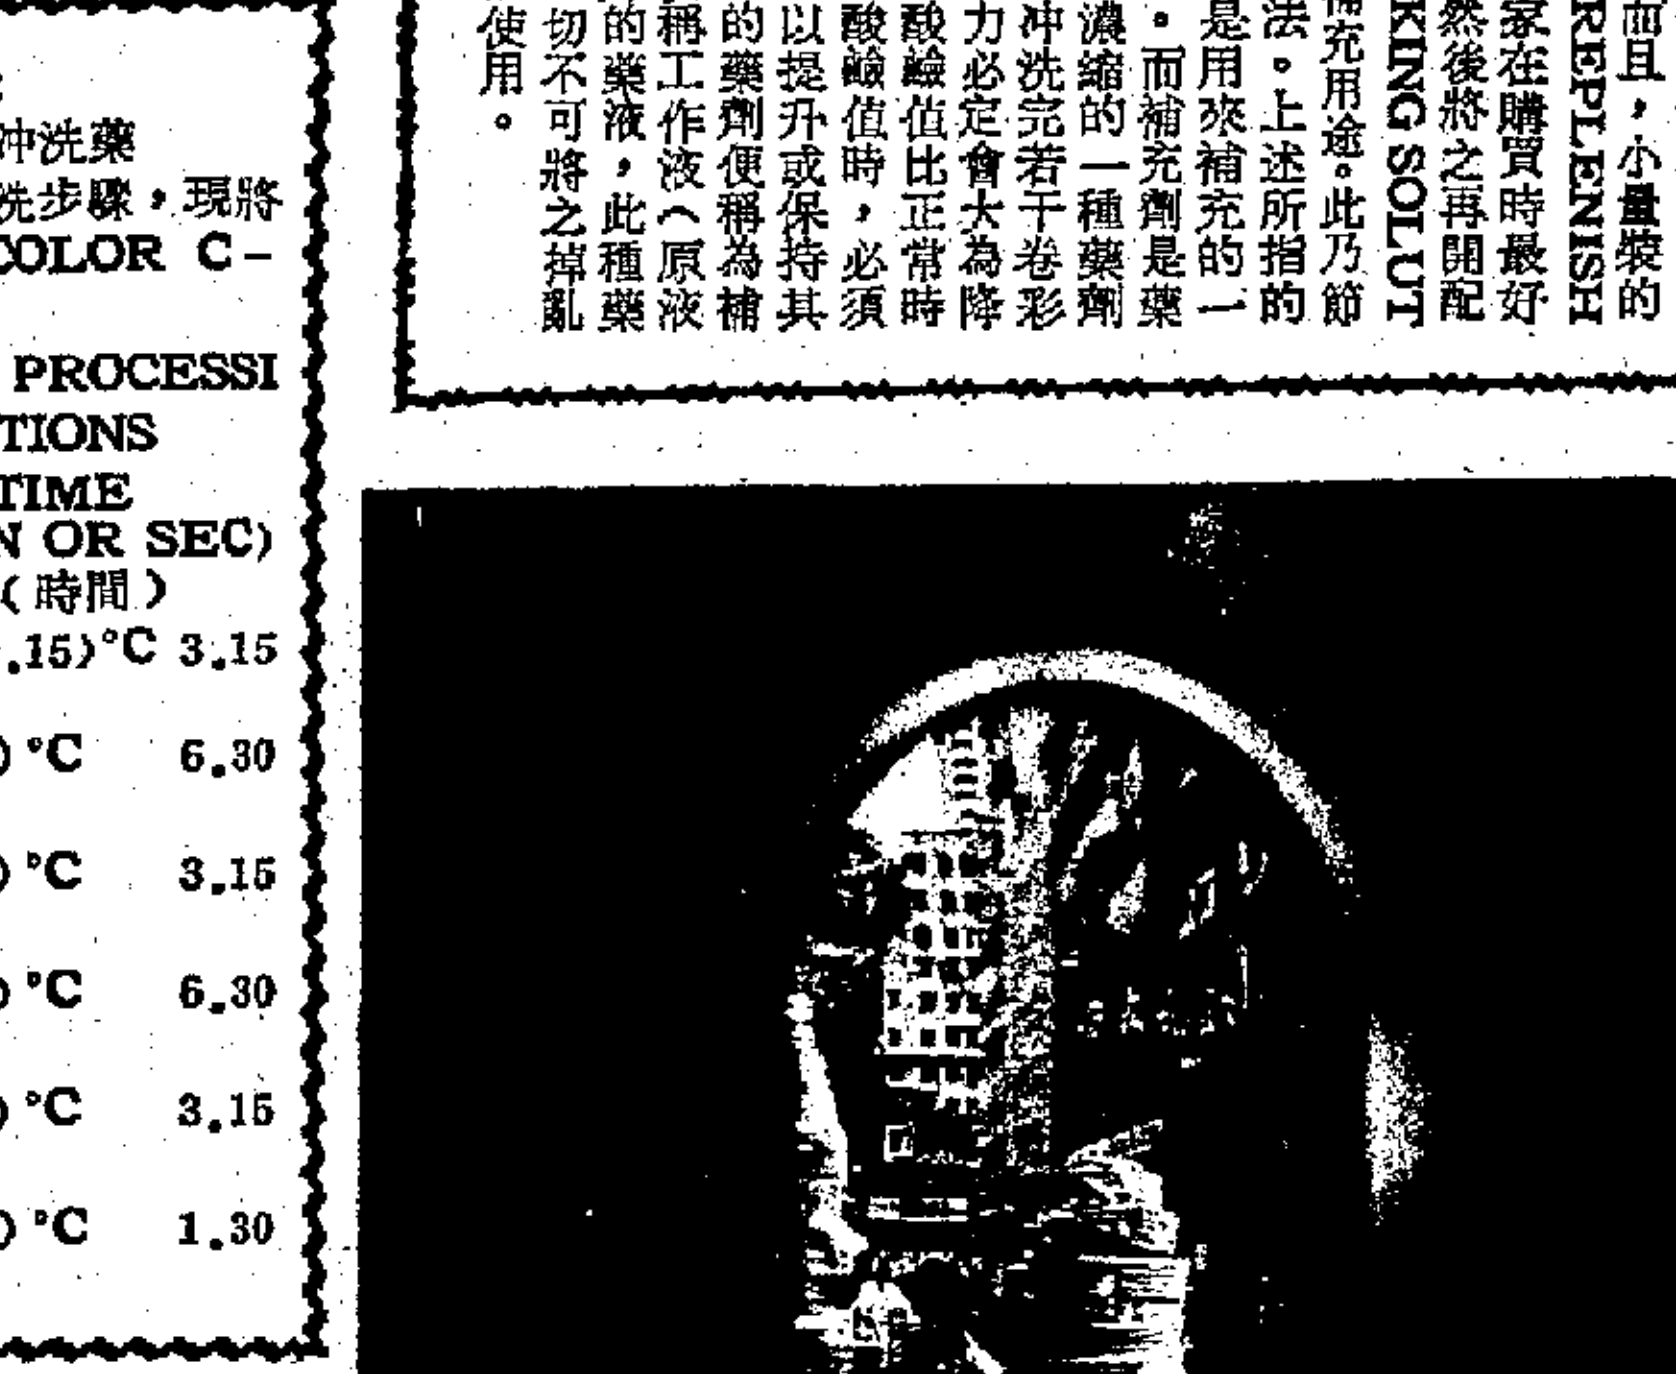 而且，小量裝的
REPLENISH
家在購買時最好
然後將之再開配
KING SOLUT
充用途。此乃節
法。上述所指的
是用來補充的一
。而補充劑是藥
濃縮的一種藥劑
冲洗完若干卷彩
力必定會大為降
酸鹼值比正常時
酸鹼值時，必須
以提升或保持其
的藥劑便稱為補
稱工作液（原液
的藥液，此種藥
切不可將之掉亂
使用。
冲洗藥
洗步驟，現將
COLOR C-
PROCESSI
TIONS
TIME
N OR SEC)
（時間）
.15)°C 3.15
)°C 6.30
)°C 3.15
)°C 6.30
)°C 3.15
)°C 1.30